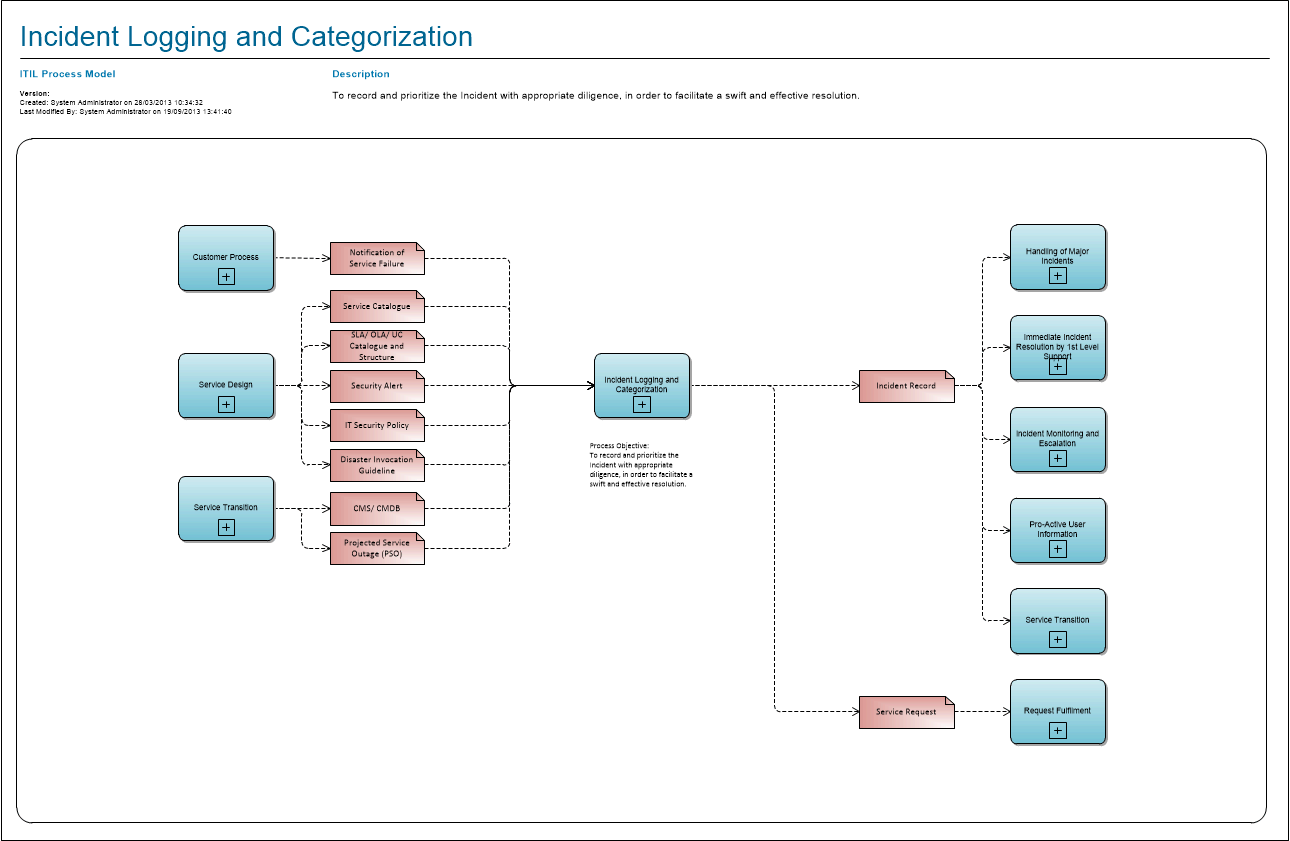 Incident Logging and Categorization
ITIL Process Model
Version:
Created: System Administrator on 28/03/2013 10:34:32
Last Modified By: System Administrator on 19/09/2013 13:41:40
Description
To record and prioritize the Incident with appropriate diligence, in order to facilitate a swift and effective resolution.
Customer Process
Notification of
Service Failure
Service Catalogue
SLA/ OLA/ UC
Catalogue and
Structure
Service Design
Security Alert
IT Security Policy
Disaster Invocation
Guideline
Service Transition
CMS/ CMDB
Projected Service
Outage (PSO)
Incident Logging and
Categorization
Process Objective:
To record and prioritize the
Incident with appropriate
diligence, in order to facilitate a
swift and effective resolution.
Incident Record
Service Request
Handling of Major
Incidents
Immediate Incident
Resolution by 1st Level
Support
Incident Monitoring and
Escalation
Pro-Active User
Information
Service Transition
Request Fulfilment